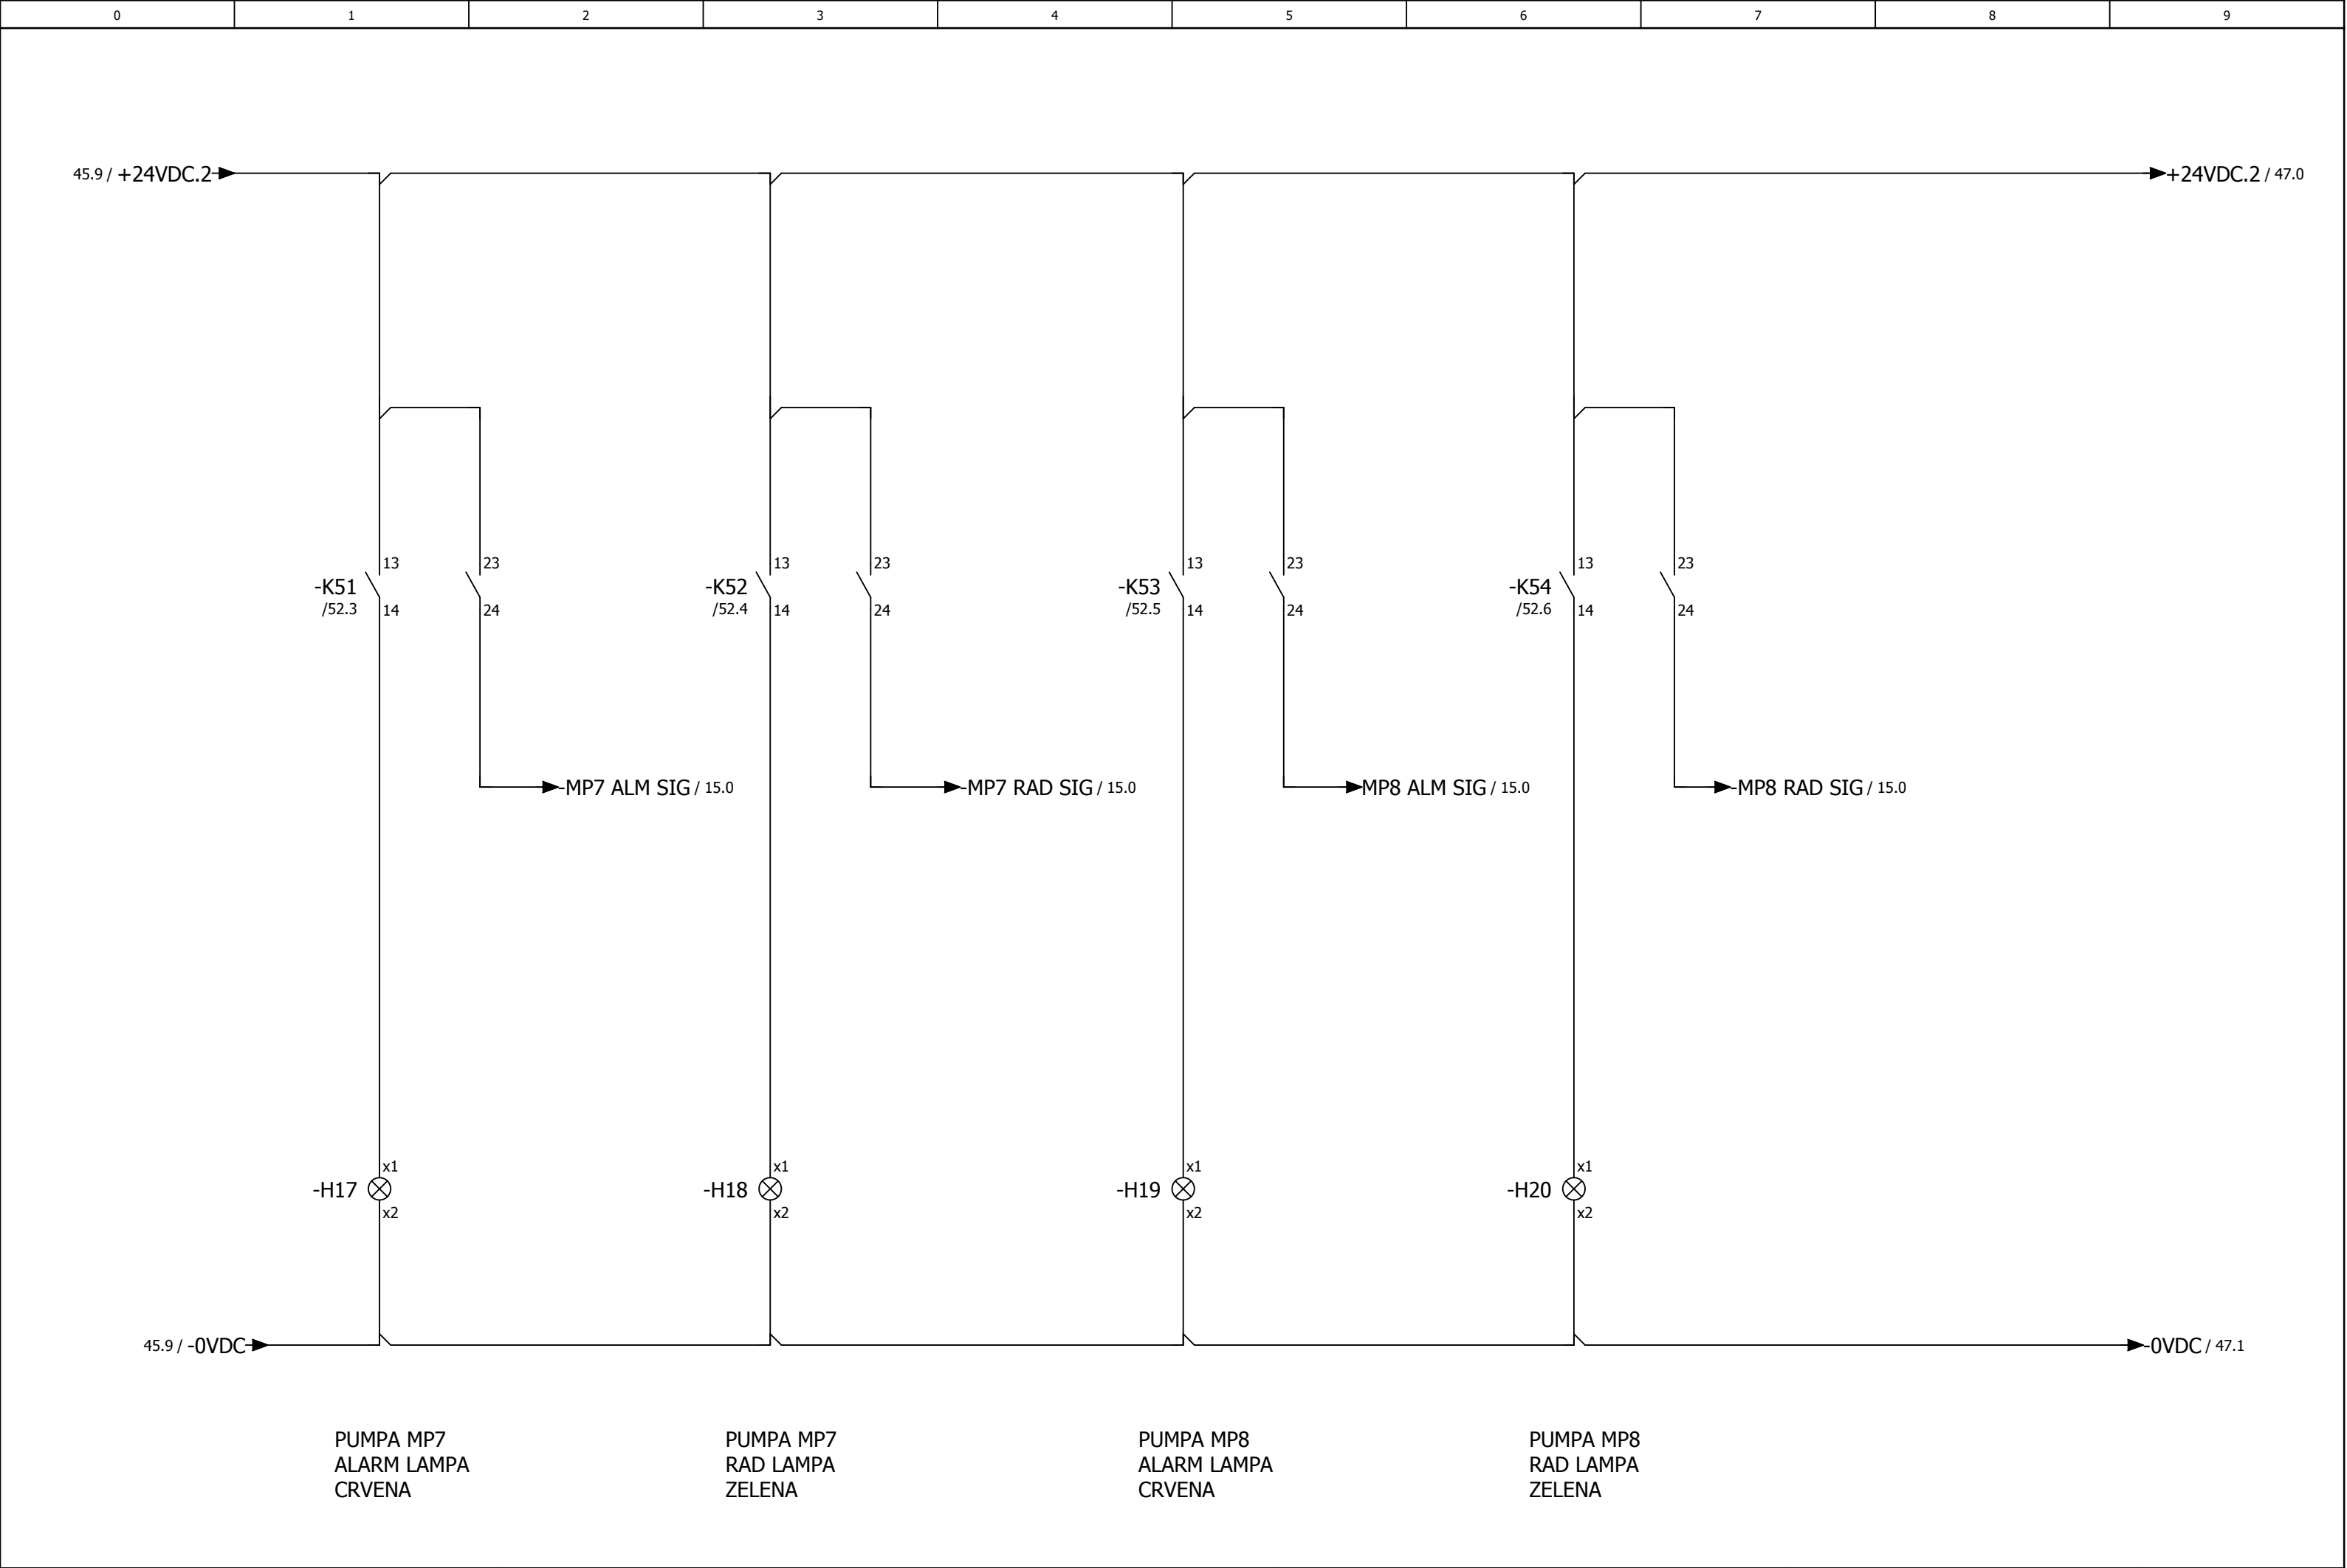 0 1 2 3 4 5 6 7 8 9
45.9 / +24VDC.2
+24VDC.2 / 47.0
13 23 13 23 13 23 13 23
-K51 -K52 -K53 -K54
/52.3 14 24 /52.4 14 24 /52.5 14 24 /52.6 14 24
-MP7 ALM SIG / 15.0
-MP7 RAD SIG / 15.0
MP8 ALM SIG / 15.0
-MP8 RAD SIG / 15.0
x1 x1 x1 x1
-H17 -H18 -H19 -H20
x2 x2 x2 x2
45.9 / -0VDC
-0VDC / 47.1
PUMPA MP7
ALARM LAMPA
CRVENA
PUMPA MP7
RAD LAMPA
ZELENA
PUMPA MP8
ALARM LAMPA
CRVENA
PUMPA MP8
RAD LAMPA
ZELENA